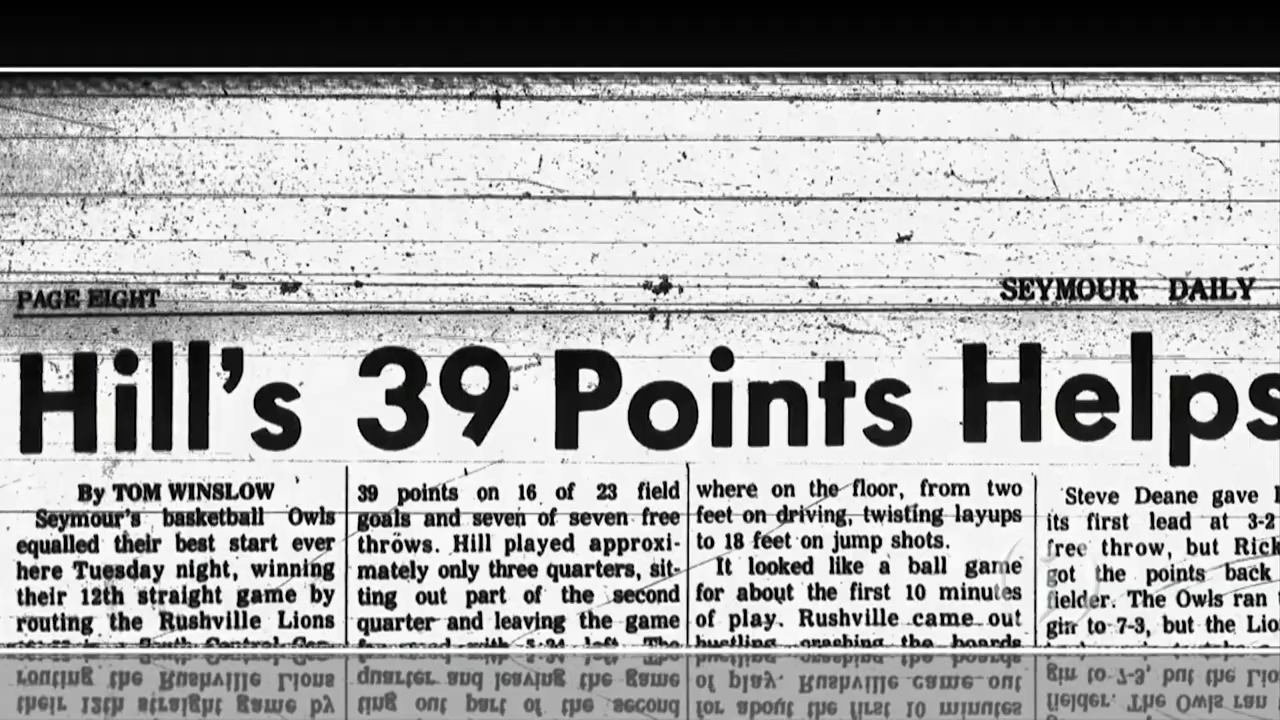 PAGE EIGHT
SEYMOUR DAILY
Hill's 39 Points Helps
By TOM WINSLOW
Seymour's basketball Owls
equalled their best start ever
here Tuesday night, winning
their 12th straight game by
routing the Rushville Lions
39 points on 16 of 23 field
goals and seven of seven free
throws. Hill played approxi-
mately only three quarters, sit-
ting out part of the second
quarter and leaving the game
where on the floor, from two
feet on driving, twisting layups
to 18 feet on jump shots.
It looked like a ball game
for about the first 10 minutes
of play. Rushville came out
hustling, crashing the boards
Steve Deane gave
its first lead at 3-2
free throw, but Rick
got the points back
fielder. The Owls ran
gin to 7-3, but the